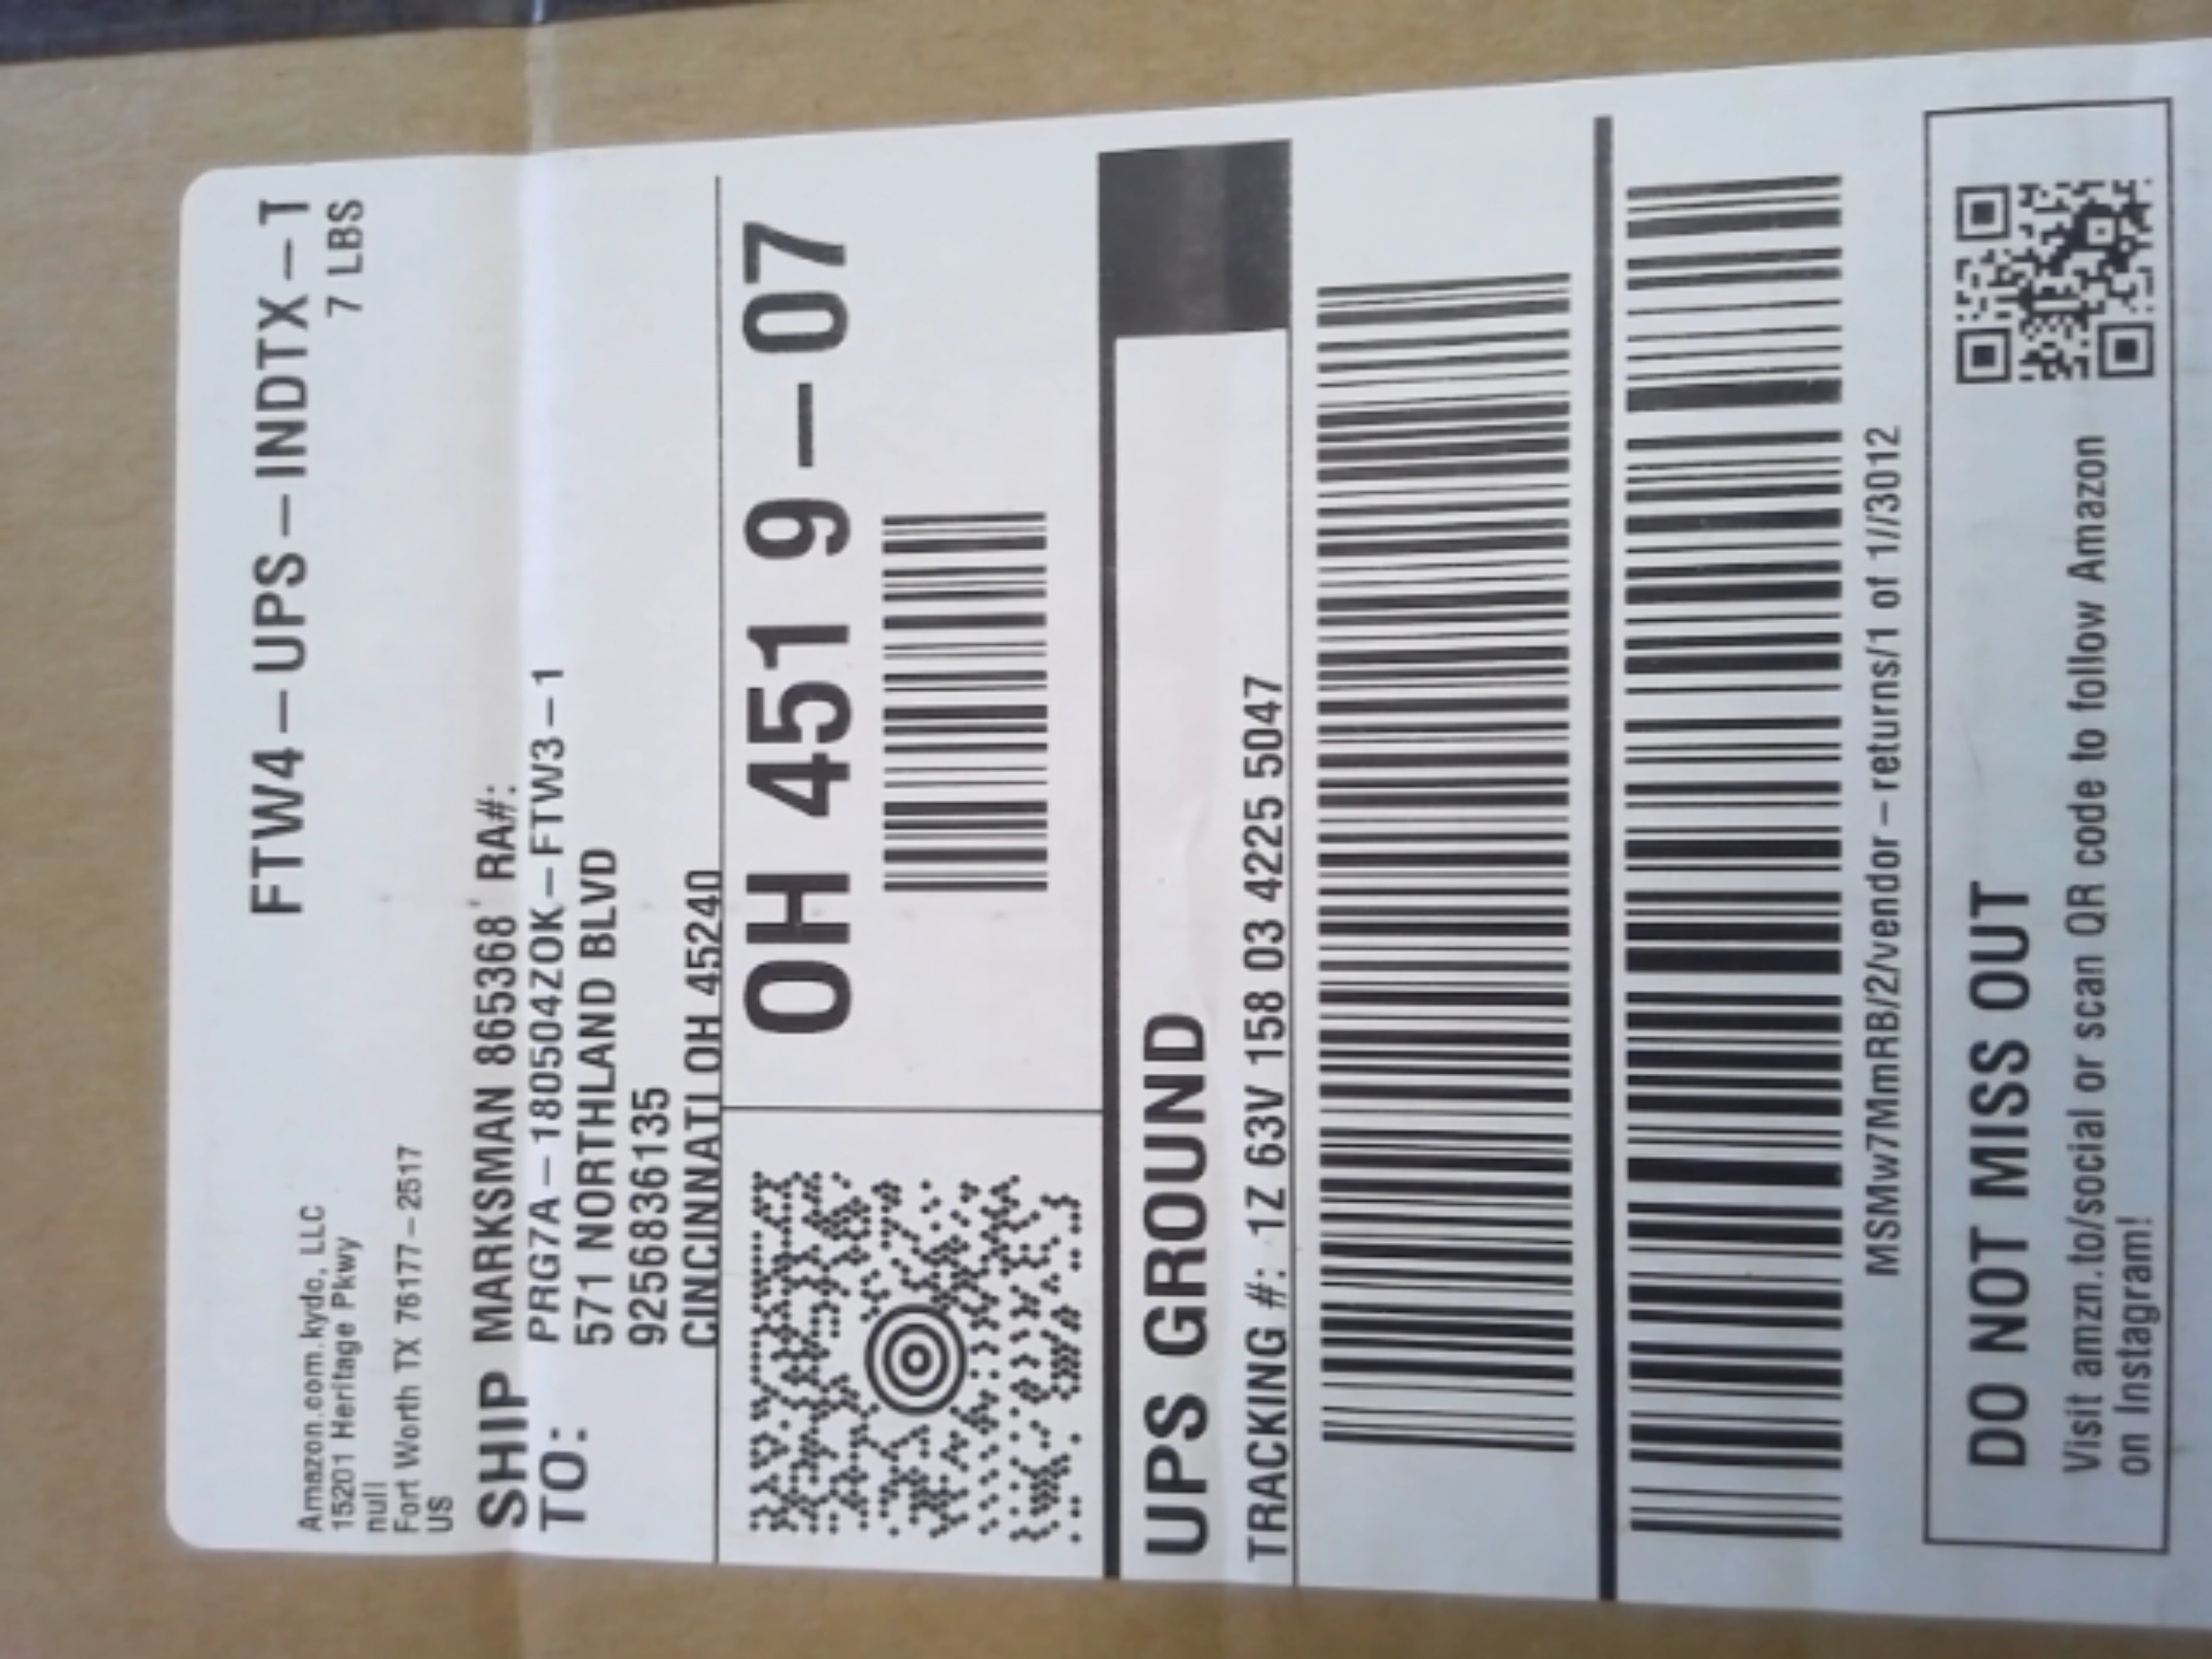 FTW4-UPS-INDTX-T
7 LBS
Amazon.com.kydc, LLC
15201 Heritage Pkwy
null
Fort Worth TX 76177-2517
US
SHIP TO:
MARKSMAN 865368 RA#:
PRG7A-180504ZOK-FTW3-1
571 NORTHLAND BLVD
9256836135
CINCINNATI OH 45240
OH 451 9-07
UPS GROUND
TRACKING #: 1Z 63V 158 03 4225 5047
MSMw7MmRB/2/vendor-returns/1 of 1//3012
DO NOT MISS OUT
Visit amzn.to/social or scan QR code to follow Amazon
on Instagram!